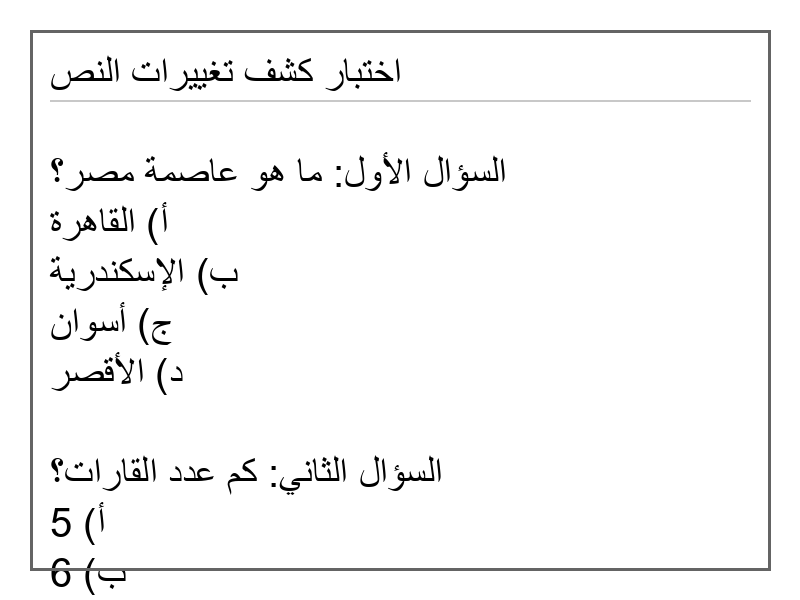 اختبار كشف تغييرات النص
السؤال الأول: ما هو عاصمة مصر؟
أ) القاهرة
ب) الإسكندرية
ج) أسوان
د) الأقصر
السؤال الثاني: كم عدد القارات؟
أ) 5
ب) 6